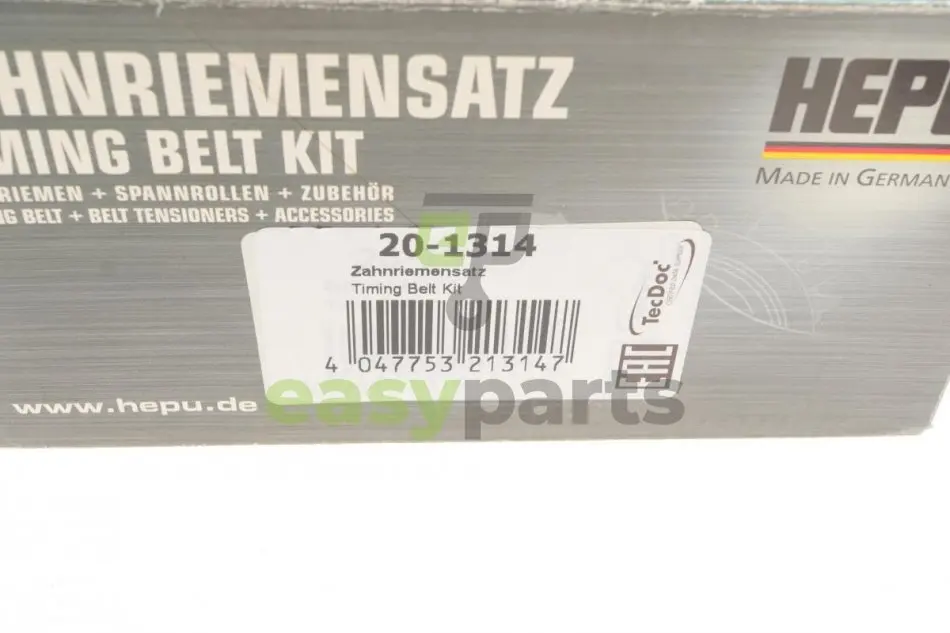 HNRIEMENSATZ
MING BELT KIT
RIEMEN + SPANNROLLEN + ZUBEHÖR
NG BELT + BELT TENSIONERS + ACCESSORIES
HEPU
MADE IN GERMAN
20-1314
Zahnriemensatz
Timing Belt Kit
4 047753 213147
TecDoc
EAC
www.hepu.de
easyparts